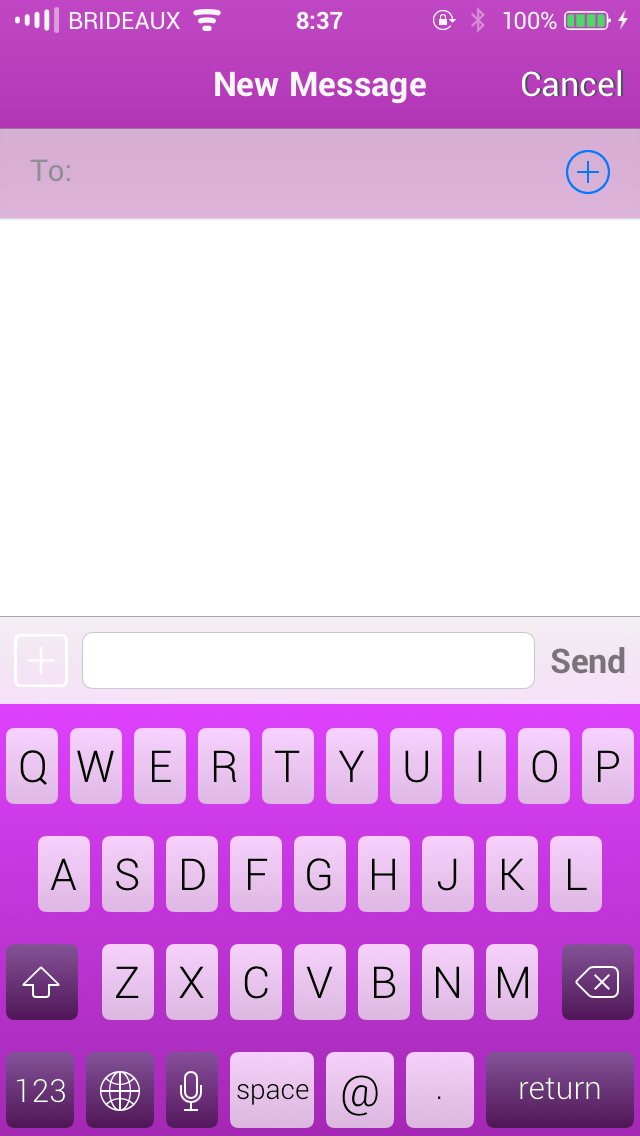 BRIDEAUX 8:37 100%
New Message Cancel
To:
Send
Q W E R T Y U I O P
A S D F G H J K L
Z X C V B N M
123 space @ . return